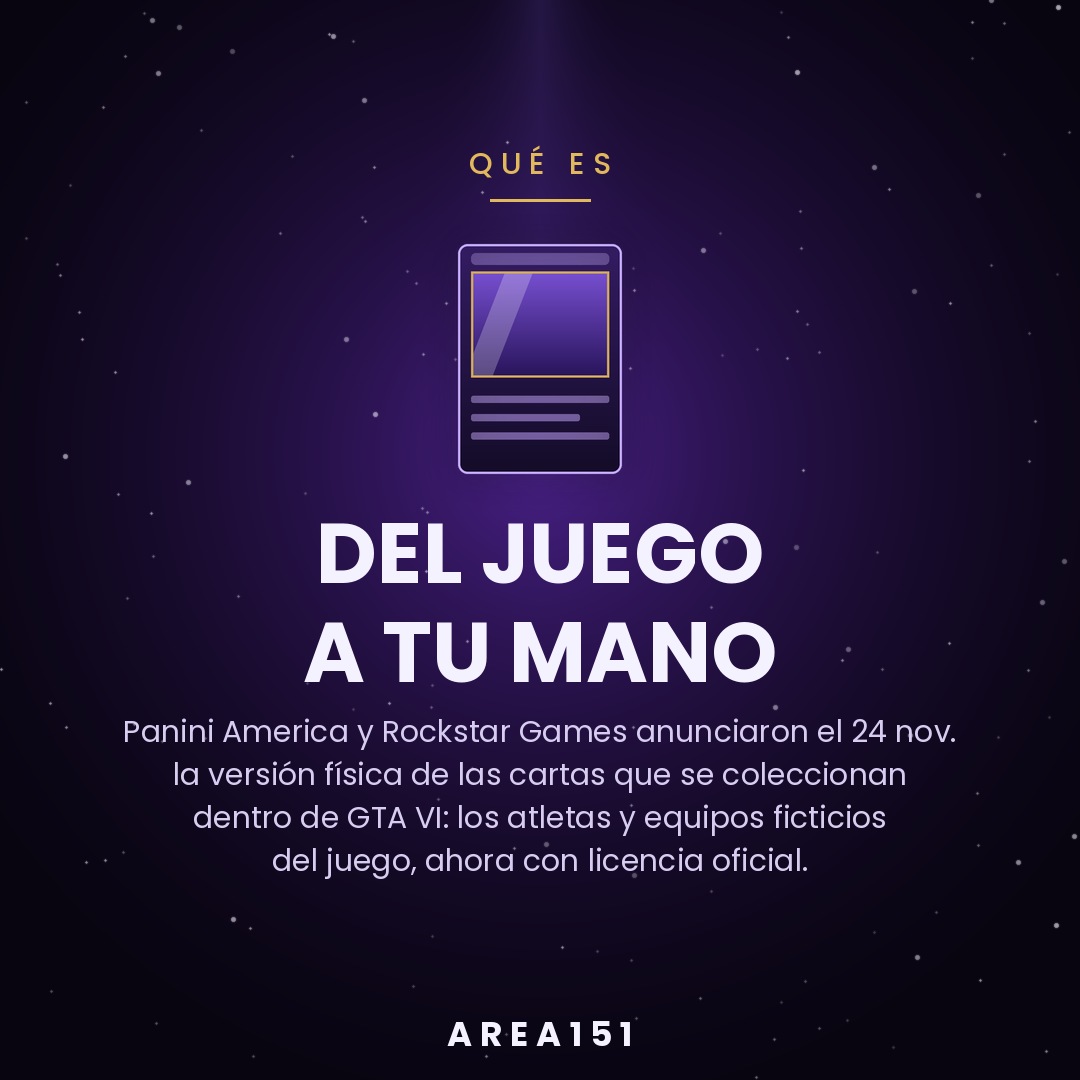 QUÉ ES
DEL JUEGO
A TU MANO
Panini America y Rockstar Games anunciaron el 24 nov.
la versión física de las cartas que se coleccionan
dentro de GTA VI: los atletas y equipos ficticios
del juego, ahora con licencia oficial.
AREA151